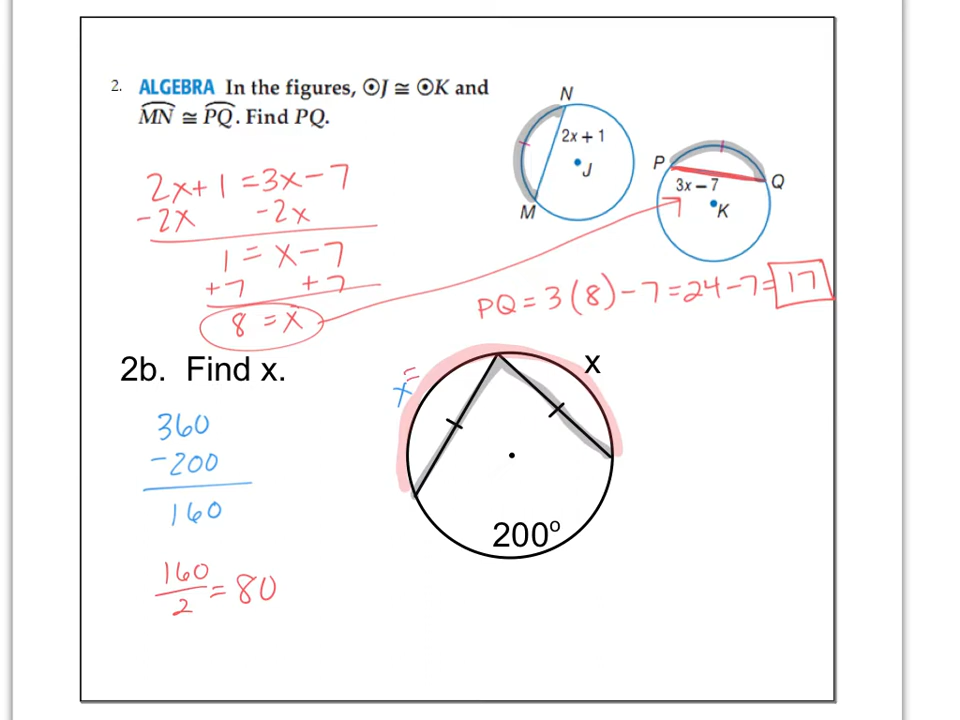 2. ALGEBRA In the figures, ⊙J ≅ ⊙K and
MN ≅ PQ. Find PQ.
N
2x + 1
J
M
P
3x – 7
Q
K
2x + 1 = 3x – 7
-2x -2x
1 = x – 7
+7 +7
8 = x
PQ = 3(8) – 7 = 24 – 7 = 17
2b. Find x.
x
=
x
360
-200
160
200º
160/2 = 80